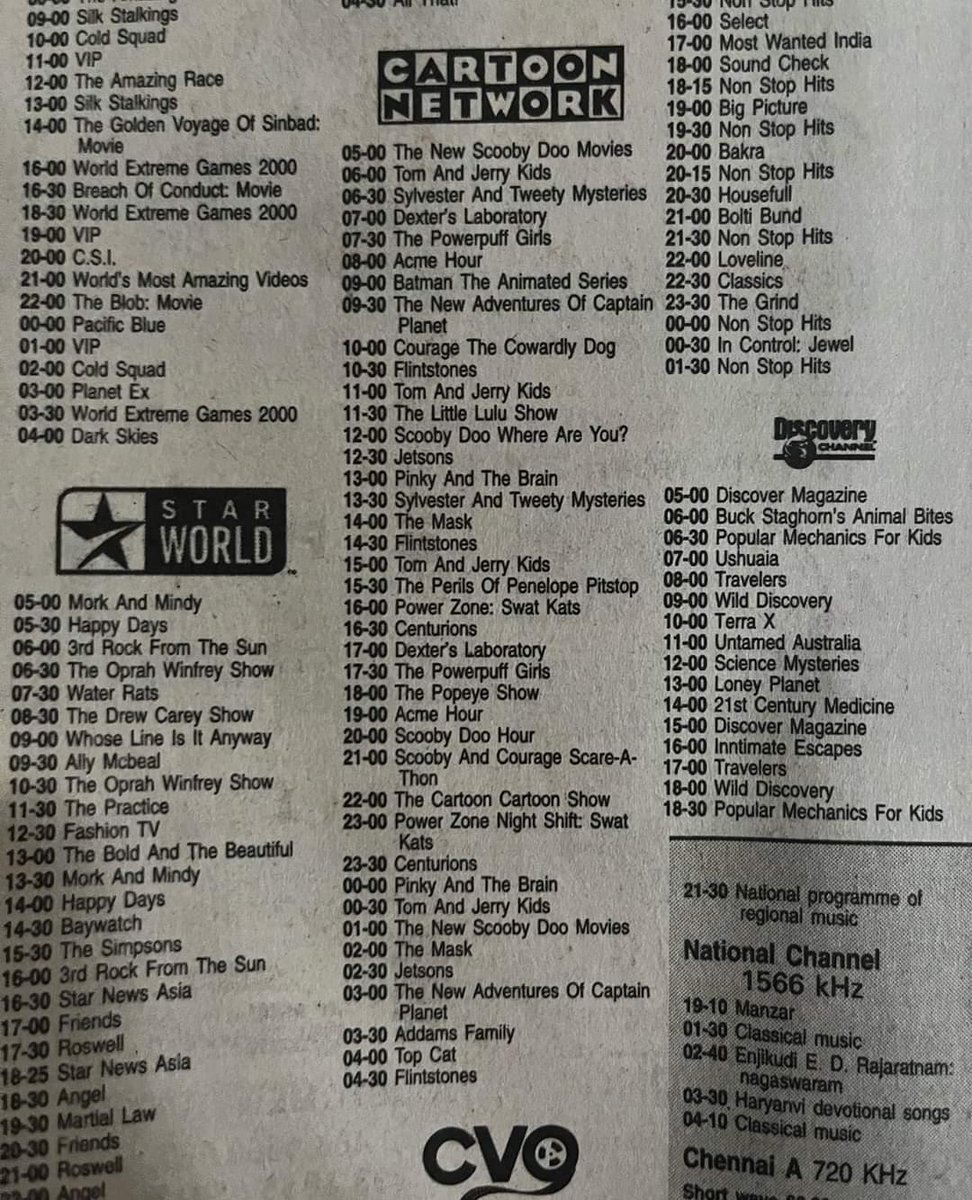 09-00 Silk Stalkings
10-00 Cold Squad
11-00 VIP
12-00 The Amazing Race
13-00 Silk Stalkings
14-00 The Golden Voyage Of Sinbad:
Movie
16-00 World Extreme Games 2000
16-30 Breach Of Conduct: Movie
18-30 World Extreme Games 2000
19-00 VIP
20-00 C.S.I.
21-00 World's Most Amazing Videos
22-00 The Blob: Movie
00-00 Pacific Blue
01-00 VIP
02-00 Cold Squad
03-00 Planet Ex
03-30 World Extreme Games 2000
04-00 Dark Skies
STAR
WORLD
05-00 Mork And Mindy
05-30 Happy Days
06-00 3rd Rock From The Sun
06-30 The Oprah Winfrey Show
07-30 Water Rats
08-30 The Drew Carey Show
09-00 Whose Line Is It Anyway
09-30 Ally Mcbeal
10-30 The Oprah Winfrey Show
11-30 The Practice
12-30 Fashion TV
13-00 The Bold And The Beautiful
13-30 Mork And Mindy
14-00 Happy Days
14-30 Baywatch
15-30 The Simpsons
16-00 3rd Rock From The Sun
16-30 Star News Asia
17-00 Friends
17-30 Roswell
18-25 Star News Asia
18-30 Angel
19-30 Martial Law
20-30 Friends
21-00 Roswell
Angel
04-30 All That!
CARTOON
NETWORK
05-00 The New Scooby Doo Movies
06-00 Tom And Jerry Kids
06-30 Sylvester And Tweety Mysteries
07-00 Dexter's Laboratory
07-30 The Powerpuff Girls
08-00 Acme Hour
09-00 Batman The Animated Series
09-30 The New Adventures Of Captain
Planet
10-00 Courage The Cowardly Dog
10-30 Flintstones
11-00 Tom And Jerry Kids
11-30 The Little Lulu Show
12-00 Scooby Doo Where Are You?
12-30 Jetsons
13-00 Pinky And The Brain
13-30 Sylvester And Tweety Mysteries
14-00 The Mask
14-30 Flintstones
15-00 Tom And Jerry Kids
15-30 The Perils Of Penelope Pitstop
16-00 Power Zone: Swat Kats
16-30 Centurions
17-00 Dexter's Laboratory
17-30 The Powerpuff Girls
18-00 The Popeye Show
19-00 Acme Hour
20-00 Scooby Doo Hour
21-00 Scooby And Courage Scare-A-
Thon
22-00 The Cartoon Cartoon Show
23-00 Power Zone Night Shift: Swat
Kats
23-30 Centurions
00-00 Pinky And The Brain
00-30 Tom And Jerry Kids
01-00 The New Scooby Doo Movies
02-00 The Mask
02-30 Jetsons
03-00 The New Adventures Of Captain
Planet
03-30 Addams Family
04-00 Top Cat
04-30 Flintstones
CVO
15-30 Non Stop Hits
16-00 Select
17-00 Most Wanted India
18-00 Sound Check
18-15 Non Stop Hits
19-00 Big Picture
19-30 Non Stop Hits
20-00 Bakra
20-15 Non Stop Hits
20-30 Housefull
21-00 Bolti Bund
21-30 Non Stop Hits
22-00 Loveline
22-30 Classics
23-30 The Grind
00-00 Non Stop Hits
00-30 In Control: Jewel
01-30 Non Stop Hits
Discovery
CHANNEL
05-00 Discover Magazine
06-00 Buck Staghorn's Animal Bites
06-30 Popular Mechanics For Kids
07-00 Ushuaia
08-00 Travelers
09-00 Wild Discovery
10-00 Terra X
11-00 Untamed Australia
12-00 Science Mysteries
13-00 Loney Planet
14-00 21st Century Medicine
15-00 Discover Magazine
16-00 Inntimate Escapes
17-00 Travelers
18-00 Wild Discovery
18-30 Popular Mechanics For Kids
21-30 National programme of
regional music
National Channel
1566 kHz
19-10 Manzar
01-30 Classical music
02-40 Enjikudi E. D. Rajaratnam:
nagaswaram
03-30 Haryanvi devotional songs
04-10 Classical music
Chennai A 720 KHz
Short wave